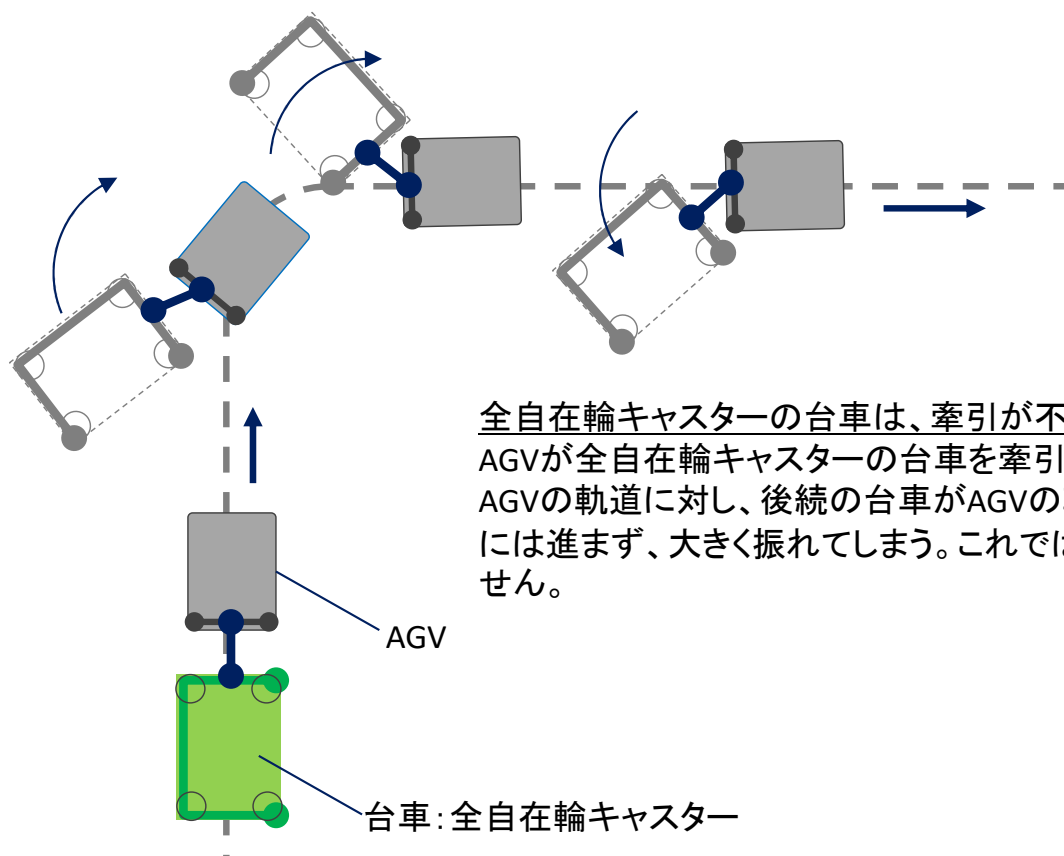 全自在輪キャスターの台車は、牽引が不
AGVが全自在輪キャスターの台車を牽引
AGVの軌道に対し、後続の台車がAGVの
には進まず、大きく振れてしまう。これでは
せん。
AGV
台車：全自在輪キャスター